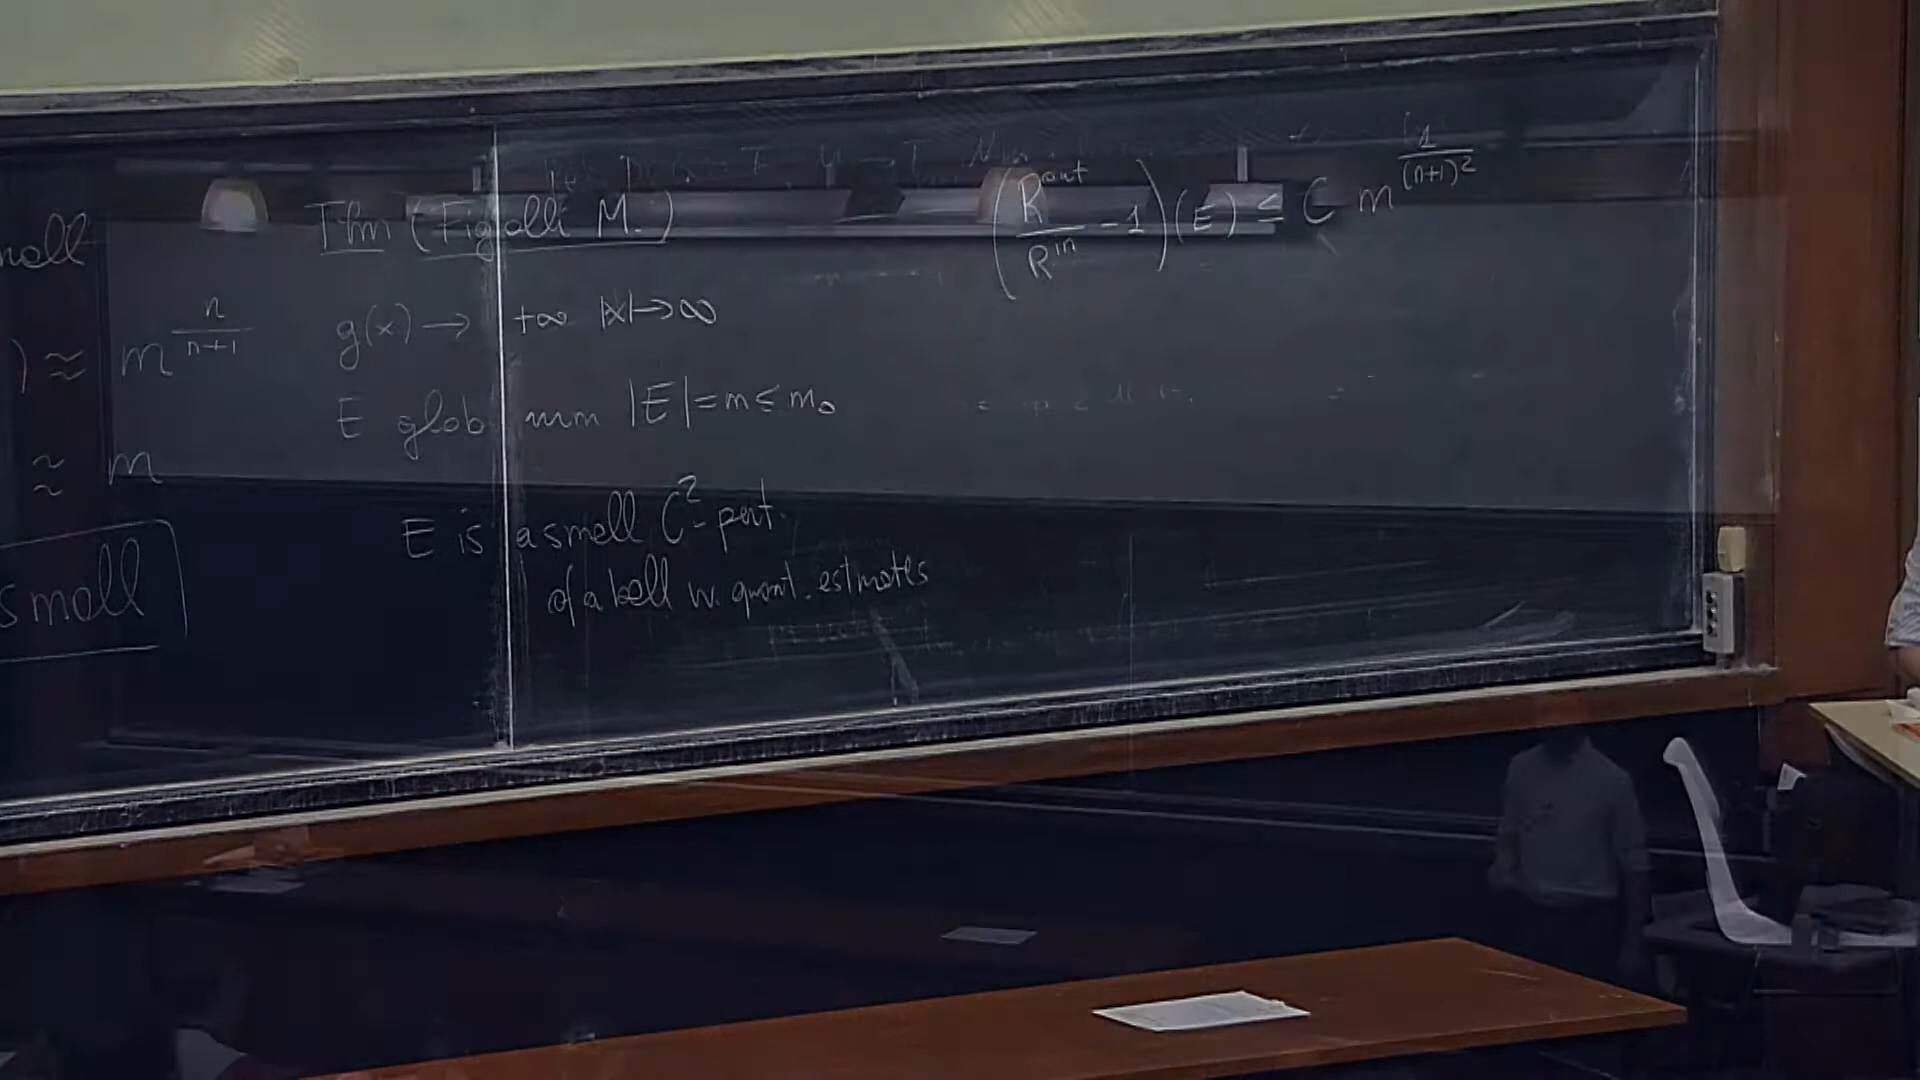 mall
) ≈ m^{n/(n+1)}
≈ m
small
Thm (Figalli M.)
g(x) → +∞ |x|→∞
E glob min |E|=m≤m₀
E is a small C²-pert.
of a ball w. quant. estimates
(R^{out}/R^{in} - 1)(E) ≤ C m^{1/(n+1)²}